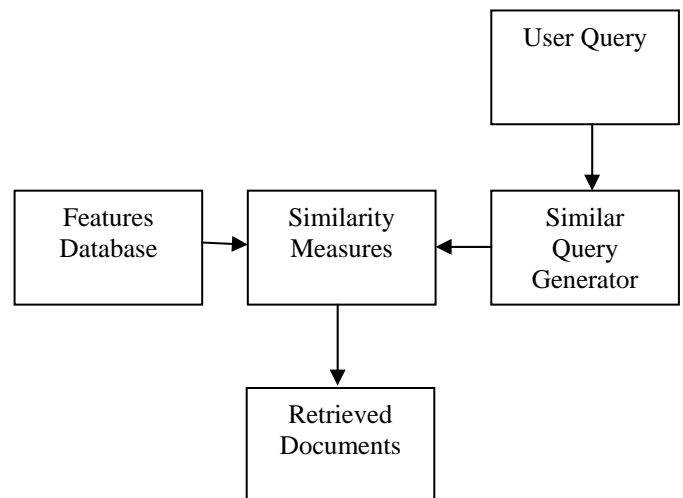 User Query
Features
Database
Similarity
Measures
Similar
Query
Generator
Retrieved
Documents